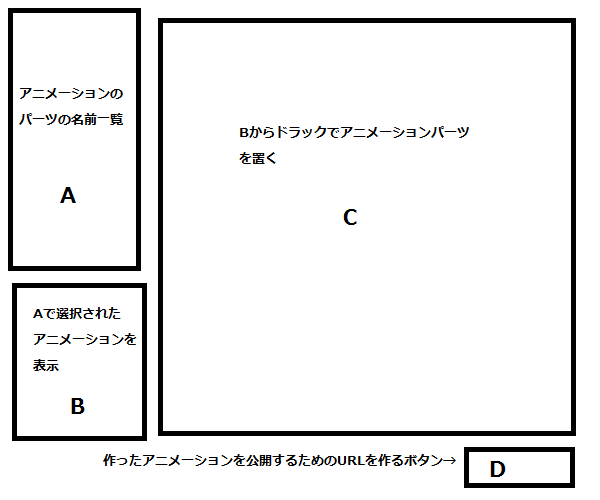 アニメーションの
パーツの名前一覧
A
Bからドラックでアニメーションパーツ
を置く
C
Aで選択された
アニメーションを
表示
B
作ったアニメーションを公開するためのURLを作るボタン→
D